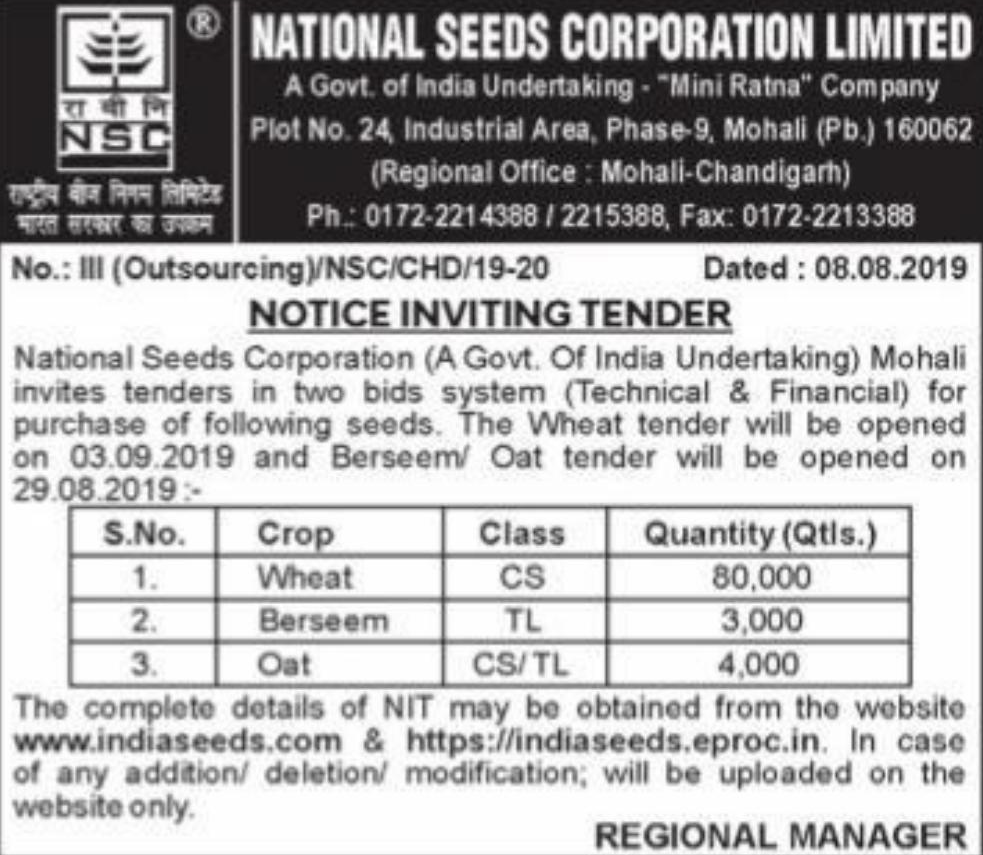 ®
रा बी नि
NSC
राष्ट्रीय बीज निगम लिमिटेड
भारत सरकार का उपक्रम
NATIONAL SEEDS CORPORATION LIMITED
A Govt. of India Undertaking - "Mini Ratna" Company
Plot No. 24, Industrial Area, Phase-9, Mohali (Pb.) 160062
(Regional Office : Mohali-Chandigarh)
Ph.: 0172-2214388 / 2215388, Fax: 0172-2213388
No.: III (Outsourcing)/NSC/CHD/19-20 Dated : 08.08.2019
NOTICE INVITING TENDER
National Seeds Corporation (A Govt. Of India Undertaking) Mohali
invites tenders in two bids system (Technical & Financial) for
purchase of following seeds. The Wheat tender will be opened
on 03.09.2019 and Berseem/ Oat tender will be opened on
29.08.2019 :-
S.No. Crop Class Quantity (Qtls.)
1. Wheat CS 80,000
2. Berseem TL 3,000
3. Oat CS/ TL 4,000
The complete details of NIT may be obtained from the website
www.indiaseeds.com & https://indiaseeds.eproc.in. In case
of any addition/ deletion/ modification; will be uploaded on the
website only.
REGIONAL MANAGER